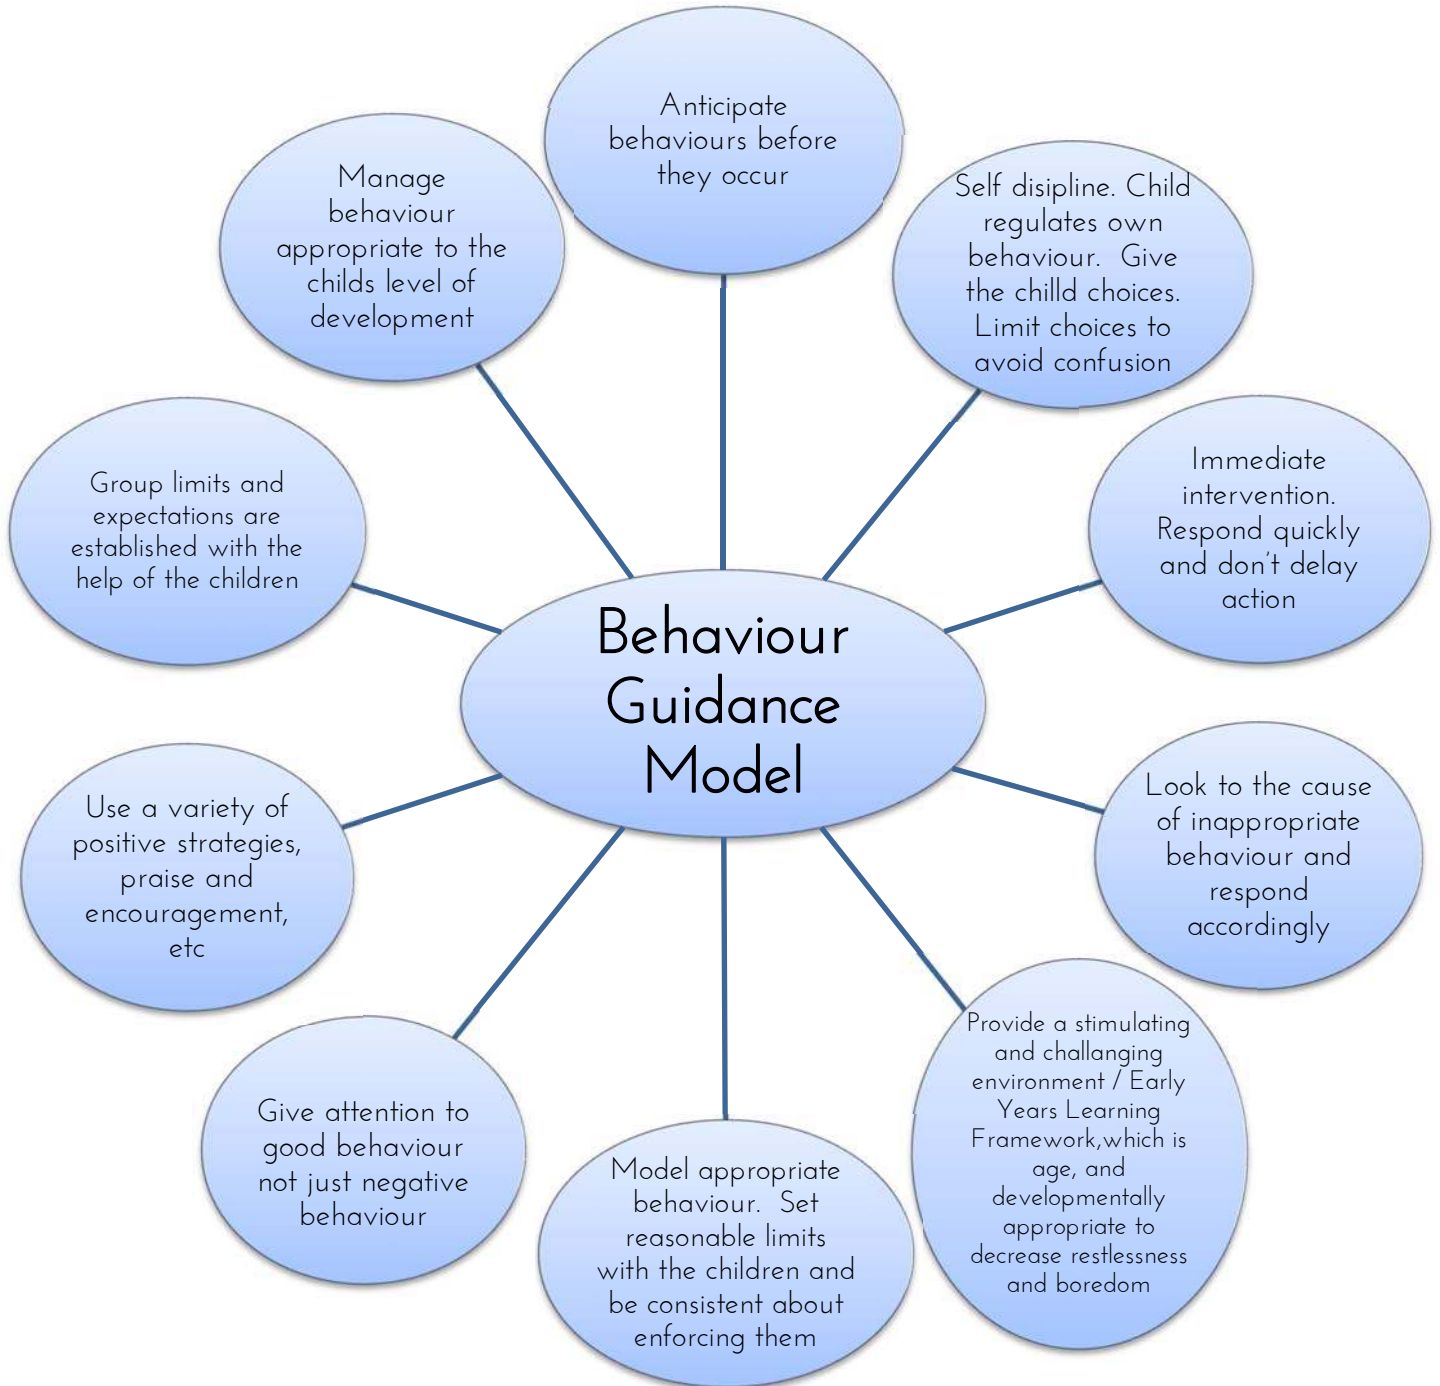 Behaviour
Guidance
Model
Anticipate
behaviours before
they occur
Self disipline. Child
regulates own
behaviour.  Give
the chilld choices.
Limit choices to
avoid confusion
Immediate
intervention.
Respond quickly
and don't delay
action
Look to the cause
of inappropriate
behaviour and
respond
accordingly
Provide a stimulating
and challanging
environment / Early
Years Learning
Framework,which is
age, and
developmentally
appropriate to
decrease restlessness
and boredom
Model appropriate
behaviour.  Set
reasonable limits
with the children and
be consistent about
enforcing them
Give attention to
good behaviour
not just negative
behaviour
Use a variety of
positive strategies,
praise and
encouragement,
etc
Group limits and
expectations are
established with the
help of the children
Manage
behaviour
appropriate to the
childs level of
development